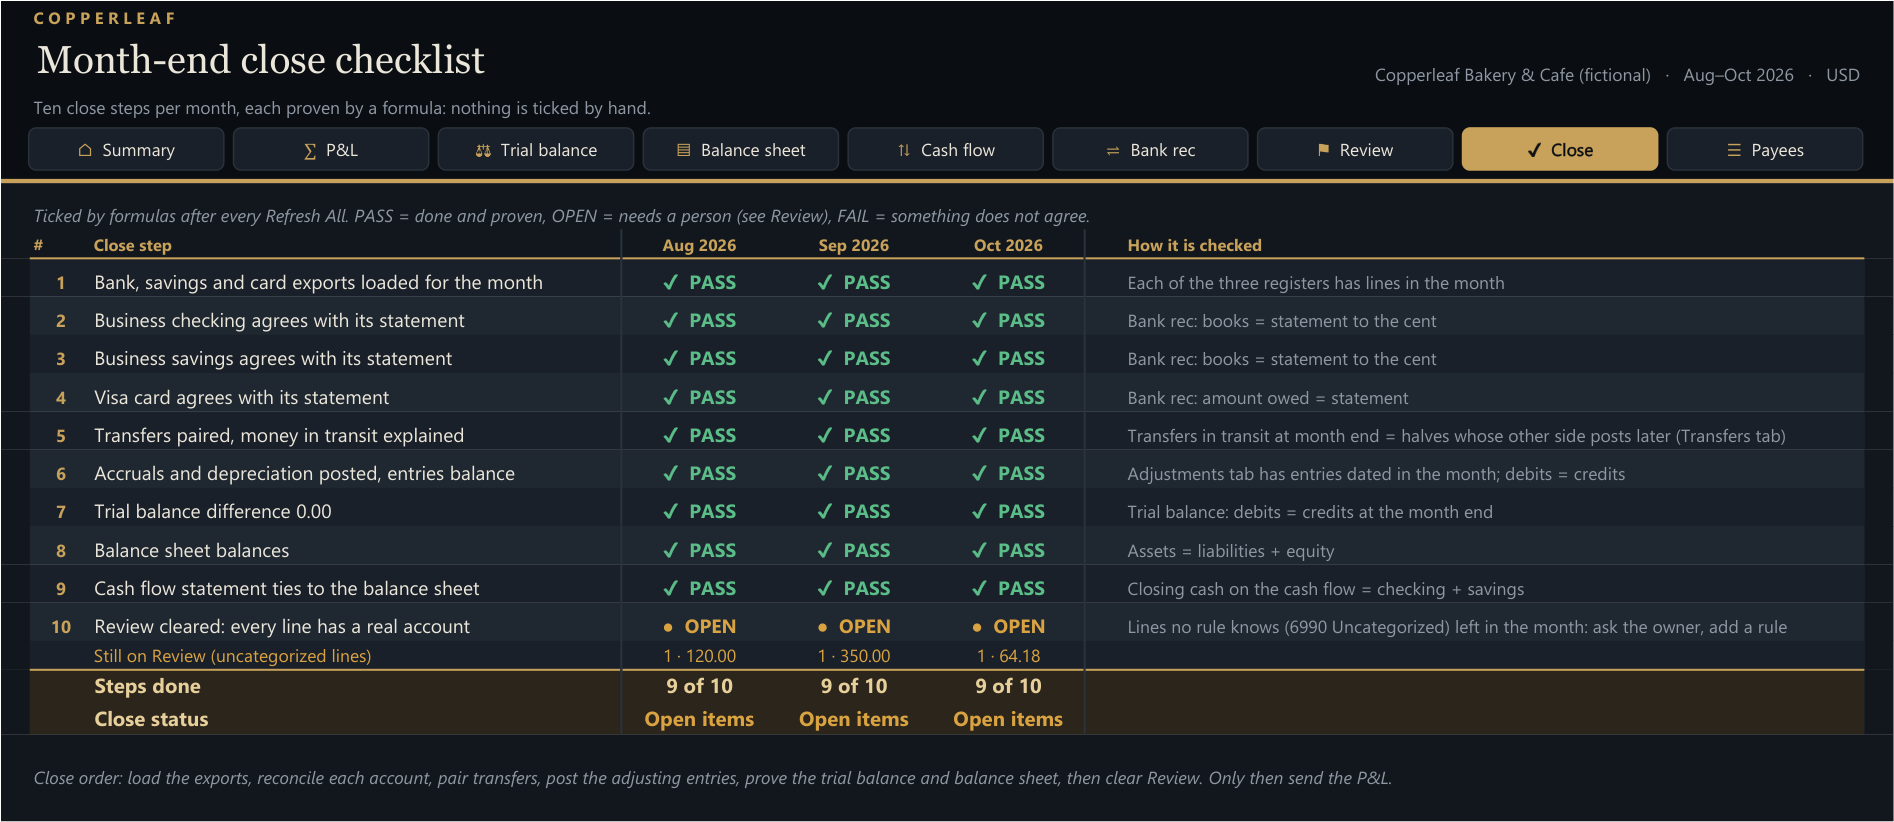 COPPERLEAF
Month-end close checklist
Copperleaf Bakery & Cafe (fictional) · Aug–Oct 2026 · USD
Ten close steps per month, each proven by a formula: nothing is ticked by hand.
Summary P&L Trial balance Balance sheet Cash flow Bank rec Review ✓ Close Payees
Ticked by formulas after every Refresh All. PASS = done and proven, OPEN = needs a person (see Review), FAIL = something does not agree.
# Close step Aug 2026 Sep 2026 Oct 2026 How it is checked
1 Bank, savings and card exports loaded for the month ✓ PASS ✓ PASS ✓ PASS Each of the three registers has lines in the month
2 Business checking agrees with its statement ✓ PASS ✓ PASS ✓ PASS Bank rec: books = statement to the cent
3 Business savings agrees with its statement ✓ PASS ✓ PASS ✓ PASS Bank rec: books = statement to the cent
4 Visa card agrees with its statement ✓ PASS ✓ PASS ✓ PASS Bank rec: amount owed = statement
5 Transfers paired, money in transit explained ✓ PASS ✓ PASS ✓ PASS Transfers in transit at month end = halves whose other side posts later (Transfers tab)
6 Accruals and depreciation posted, entries balance ✓ PASS ✓ PASS ✓ PASS Adjustments tab has entries dated in the month; debits = credits
7 Trial balance difference 0.00 ✓ PASS ✓ PASS ✓ PASS Trial balance: debits = credits at the month end
8 Balance sheet balances ✓ PASS ✓ PASS ✓ PASS Assets = liabilities + equity
9 Cash flow statement ties to the balance sheet ✓ PASS ✓ PASS ✓ PASS Closing cash on the cash flow = checking + savings
10 Review cleared: every line has a real account ● OPEN ● OPEN ● OPEN Lines no rule knows (6990 Uncategorized) left in the month: ask the owner, add a rule
Still on Review (uncategorized lines) 1 · 120.00 1 · 350.00 1 · 64.18
Steps done 9 of 10 9 of 10 9 of 10
Close status Open items Open items Open items
Close order: load the exports, reconcile each account, pair transfers, post the adjusting entries, prove the trial balance and balance sheet, then clear Review. Only then send the P&L.